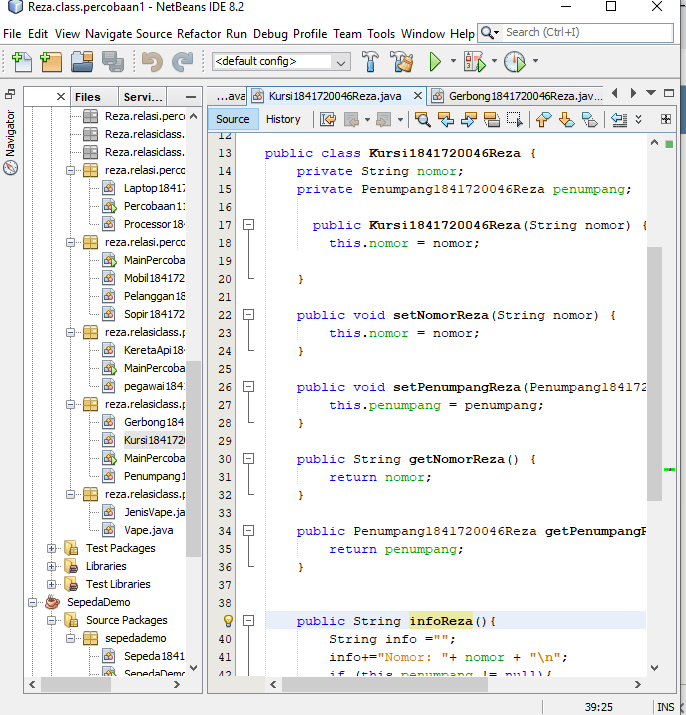 Reza.class.percobaan1 - NetBeans IDE 8.2
File Edit View Navigate Source Refactor Run Debug Profile Team Tools Window Help
Search (Ctrl+I)
<default config>
Navigator
Files Servi...
Reza.relasi.perco
Reza.relasiclass.
Reza.relasiclass.
reza.relasi.perco
Laptop18417
Percobaan11
Processor184
reza.relasi.perco
MainPercoba
Mobil184172
Pelanggan18
Sopir184172
reza.relasiclass.p
KeretaApi18
MainPercoba
pegawai1841
reza.relasiclass.p
Gerbong184
Kursi184172
MainPercoba
Penumpang1
reza.relasiclass.p
JenisVape.ja
Vape.java
Test Packages
Libraries
Test Libraries
SepedaDemo
Source Packages
sepedademo
Sepeda1841
SepedaDemo
...ava Kursi1841720046Reza.java Gerbong1841720046Reza.jav...
Source History
12
13 public class Kursi1841720046Reza {
14 private String nomor;
15 private Penumpang1841720046Reza penumpang;
16
17 public Kursi1841720046Reza(String nomor) {
18 this.nomor = nomor;
19
20 }
21
22 public void setNomorReza(String nomor) {
23 this.nomor = nomor;
24 }
25
26 public void setPenumpangReza(Penumpang184172
27 this.penumpang = penumpang;
28 }
29
30 public String getNomorReza() {
31 return nomor;
32 }
33
34 public Penumpang1841720046Reza getPenumpangR
35 return penumpang;
36 }
37
38
public String infoReza(){
40 String info ="";
41 info+="Nomor: "+ nomor + "\n";
42 if (this.penumpang != null){
39:25 INS